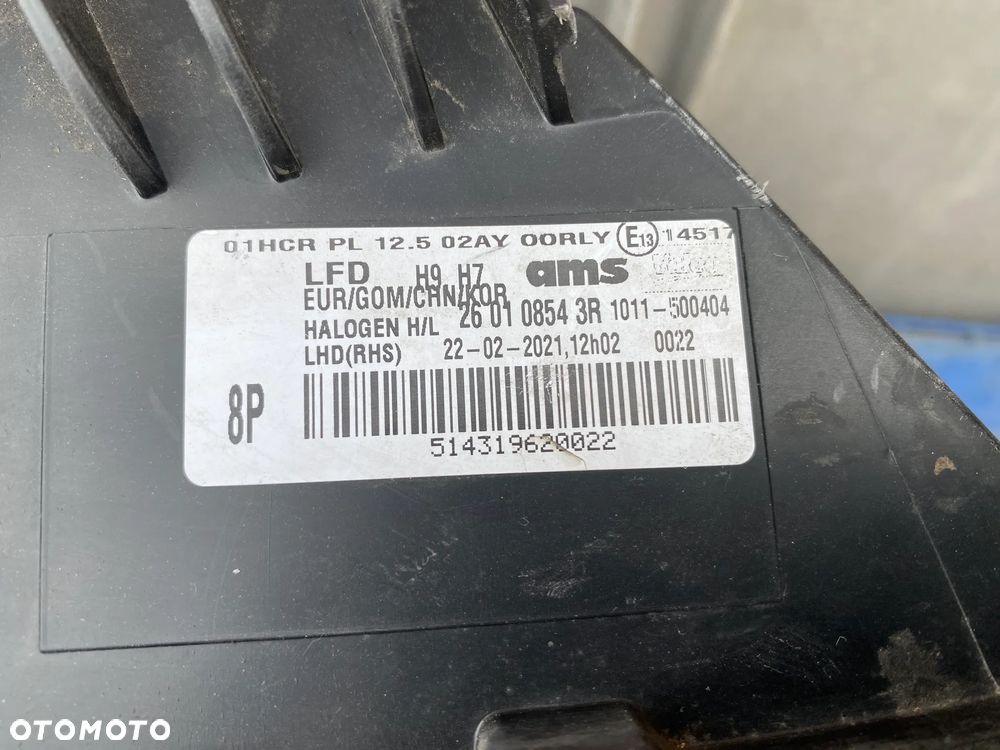 01HCR PL 12.5 02AY 00RLY E13 14517
LFD H9 H7 ams
EUR/GOM/CHN/KOR
HALOGEN H/L 26 01 0854 3R 1011-500404
LHD(RHS) 22-02-2021,12h02 0022
8P
514319620022
OTOMOTO